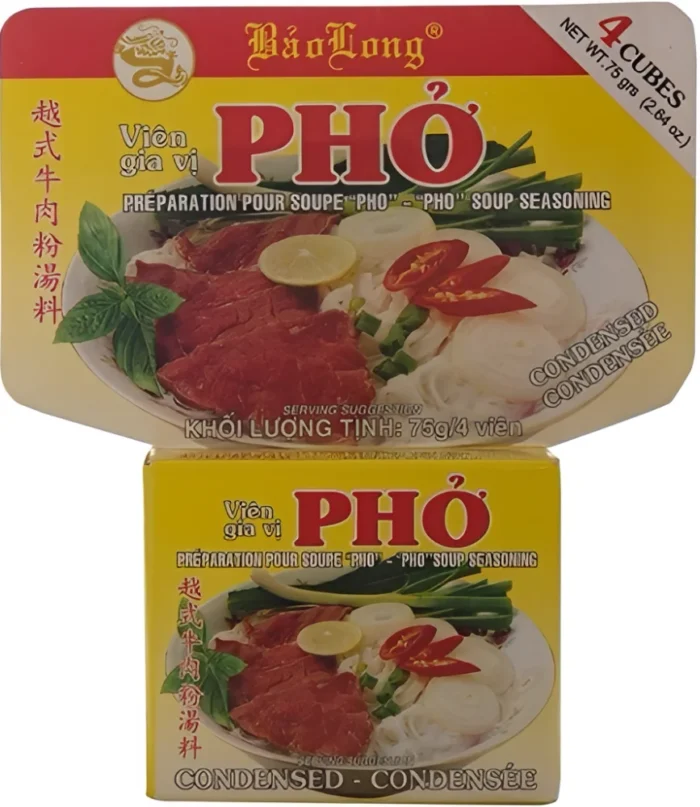 BảoLong®
4 CUBES
NET WT. 75 grs (2.64 oz.)
越式牛肉粉湯料
Viên
gia vị
PHỞ
PRÉPARATION POUR SOUPE "PHO" - "PHO" SOUP SEASONING
CONDENSED
CONDENSÉE
SERVING SUGGESTION
KHỐI LƯỢNG TỊNH: 75g/4 viên
Viên
gia vị
PHỞ
PRÉPARATION POUR SOUPE "PHO" - "PHO" SOUP SEASONING
越式牛肉粉湯料
SERVING SUGGESTION
CONDENSED - CONDENSÉE